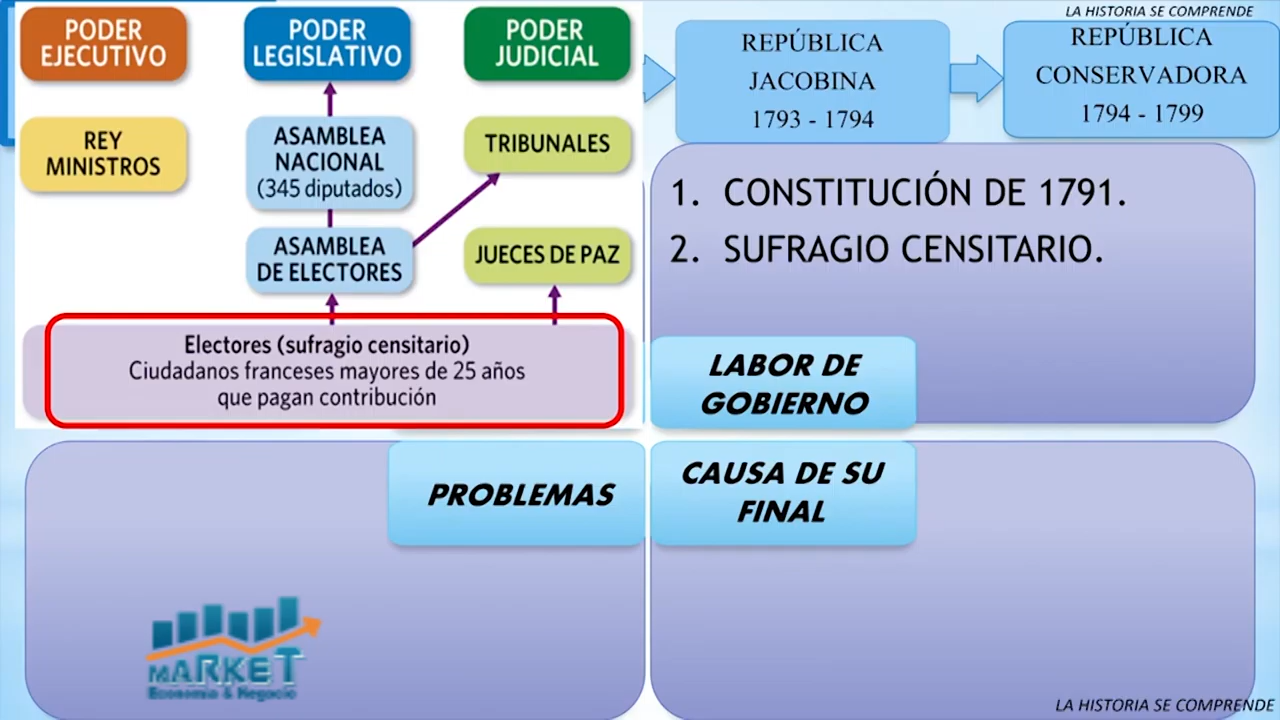 LA HISTORIA SE COMPRENDE
PODER
EJECUTIVO
PODER
LEGISLATIVO
PODER
JUDICIAL
REY
MINISTROS
ASAMBLEA
NACIONAL
(345 diputados)
TRIBUNALES
ASAMBLEA
DE ELECTORES
JUECES DE PAZ
Electores (sufragio censitario)
Ciudadanos franceses mayores de 25 años
que pagan contribución
REPÚBLICA
JACOBINA
1793 - 1794
REPÚBLICA
CONSERVADORA
1794 - 1799
1. CONSTITUCIÓN DE 1791.
2. SUFRAGIO CENSITARIO.
LABOR DE
GOBIERNO
PROBLEMAS
CAUSA DE SU
FINAL
MARKET
Economia & Negocio
LA HISTORIA SE COMPRENDE